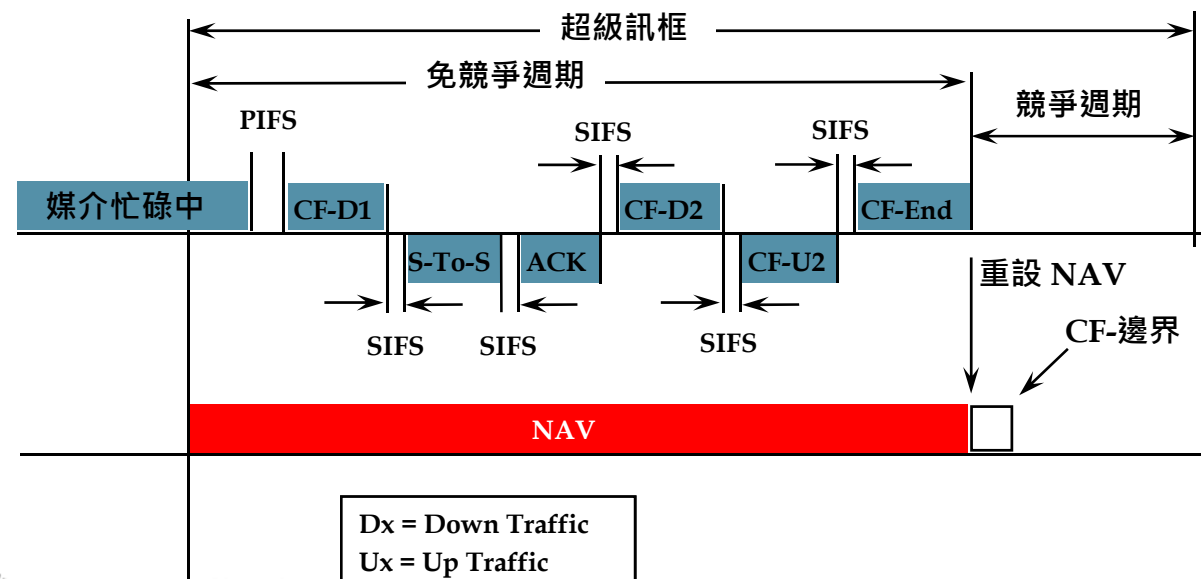 超級訊框
免競爭週期
競爭週期
PIFS
SIFS
SIFS
媒介忙碌中
CF-D1
CF-D2
CF-End
S-To-S
ACK
CF-U2
重設 NAV
SIFS
SIFS
SIFS
CF-邊界
NAV
Dx = Down Traffic
Ux = Up Traffic